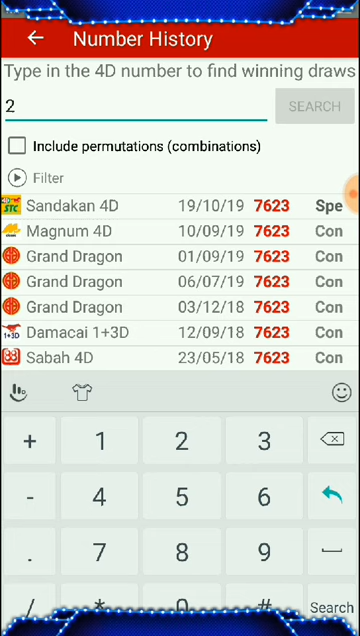 Number History
Type in the 4D number to find winning draws
2
SEARCH
Include permutations (combinations)
Filter
Sandakan 4D 19/10/19 7623 Spe
Magnum 4D 10/09/19 7623 Con
Grand Dragon 01/09/19 7623 Con
Grand Dragon 06/07/19 7623 Con
Grand Dragon 03/12/18 7623 Con
1+3D Damacai 1+3D 12/09/18 7623 Con
88 Sabah 4D 23/05/18 7623 Con
+ 1 2 3
- 4 5 6
. 7 8 9
/ * 0 # Search